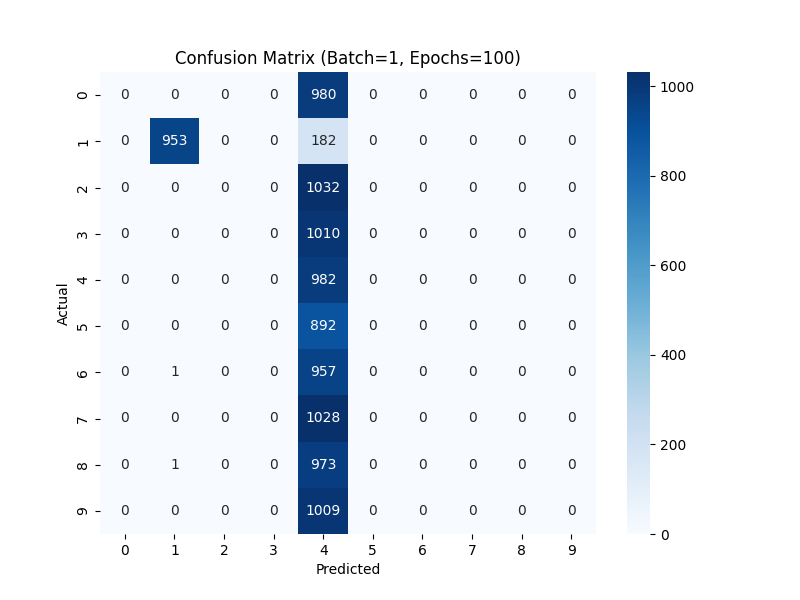 Confusion Matrix (Batch=1, Epochs=100)
0 0 0 0 0 980 0 0 0 0 0
1 0 953 0 0 182 0 0 0 0 0
2 0 0 0 0 1032 0 0 0 0 0
3 0 0 0 0 1010 0 0 0 0 0
4 0 0 0 0 982 0 0 0 0 0
5 0 0 0 0 892 0 0 0 0 0
6 0 1 0 0 957 0 0 0 0 0
7 0 0 0 0 1028 0 0 0 0 0
8 0 1 0 0 973 0 0 0 0 0
9 0 0 0 0 1009 0 0 0 0 0
0 1 2 3 4 5 6 7 8 9
Predicted
Actual
1000
800
600
400
200
0